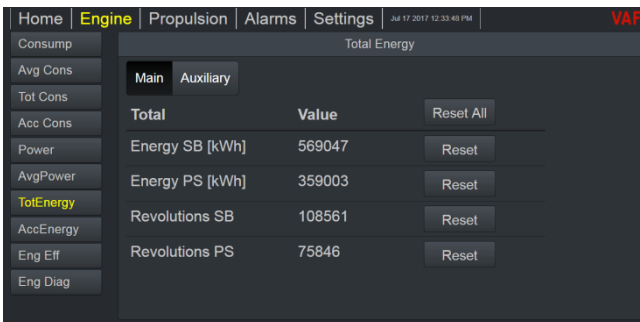 Home Engine Propulsion Alarms Settings Jul 17 2017 12:33:48 PM VAF
Consump
Total Energy
Avg Cons
Main Auxiliary
Tot Cons
Acc Cons
Total Value Reset All
Power
Energy SB [kWh] 569047 Reset
AvgPower
Energy PS [kWh] 359003 Reset
TotEnergy
Revolutions SB 108561 Reset
AccEnergy
Eng Eff
Revolutions PS 75846 Reset
Eng Diag